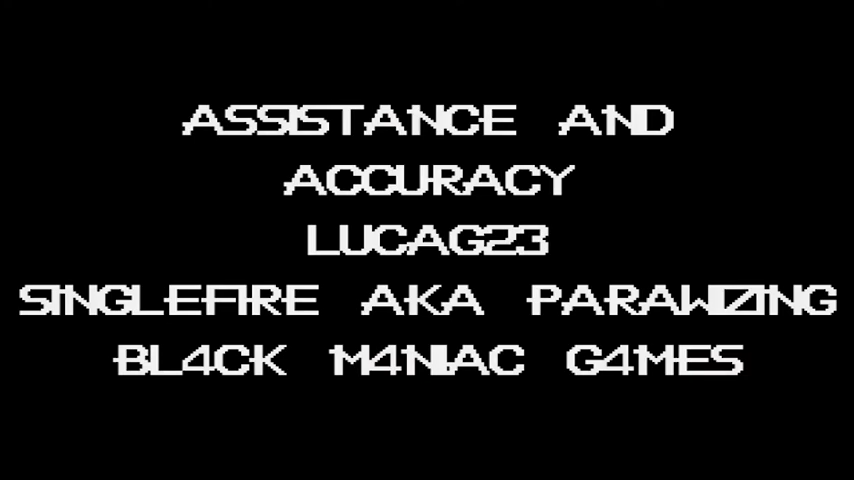 ASSISTANCE AND
ACCURACY
LUCAG23
SINGLEFIRE AKA PARAWIZING
BL4CK M4NIAC G4MES